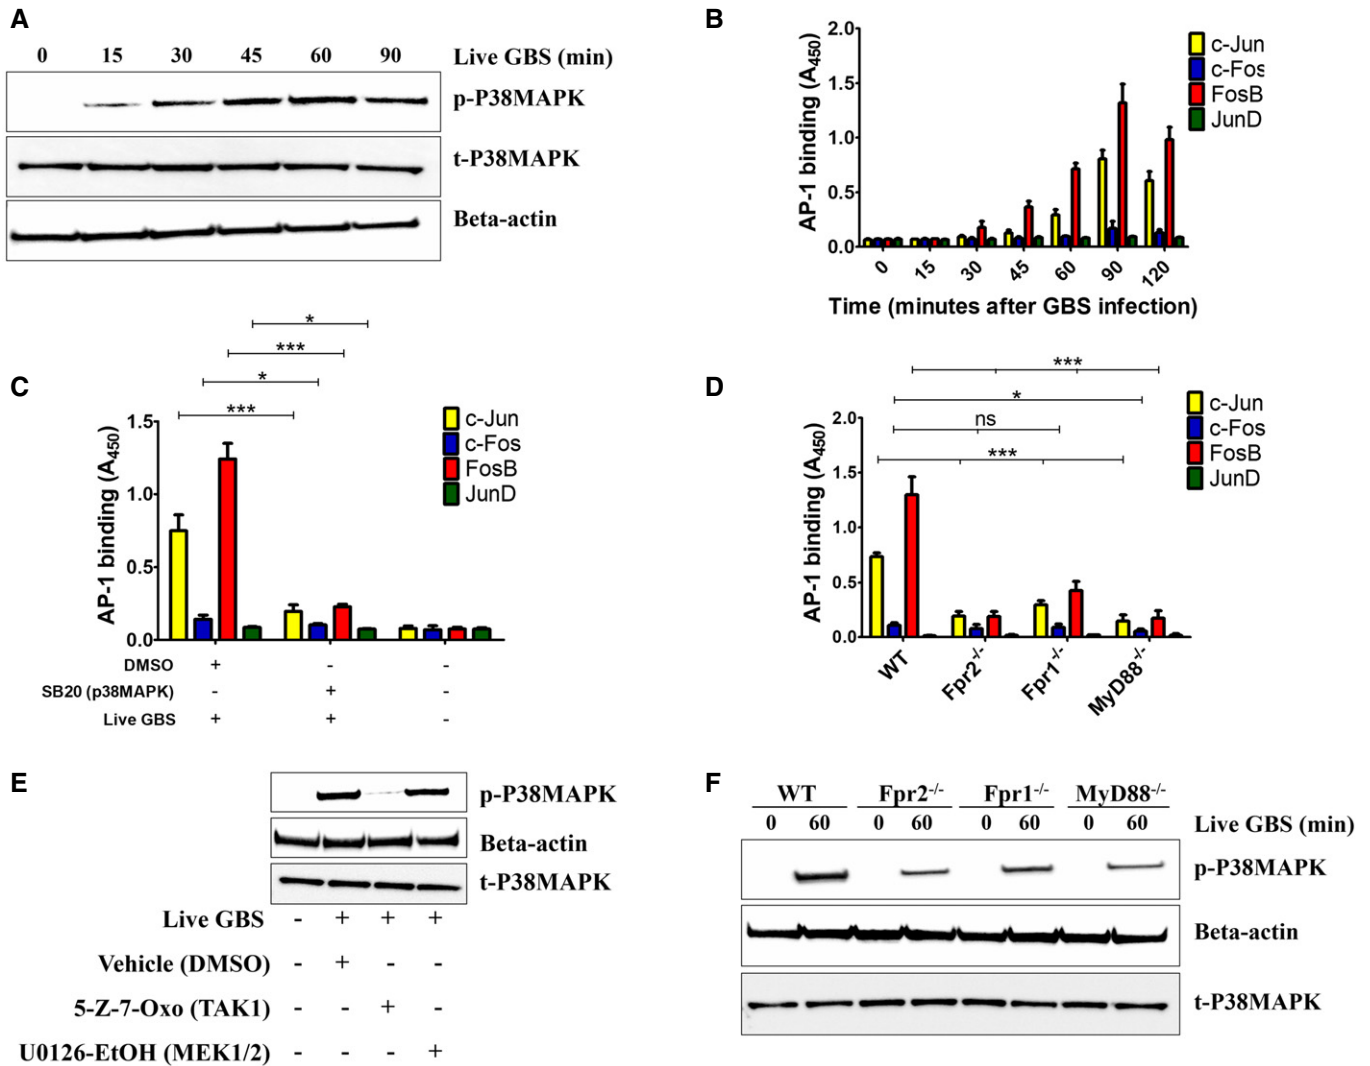 A
0 15 30 45 60 90 Live GBS (min)
p-P38MAPK
t-P38MAPK
Beta-actin
B
2.0
1.5
1.0
0.5
0.0
AP-1 binding (A450)
c-Jun
c-Fos
FosB
JunD
0 15 30 45 60 90 120
Time (minutes after GBS infection)
C
*
***
*
***
1.5
1.0
0.5
0.0
AP-1 binding (A450)
c-Jun
c-Fos
FosB
JunD
DMSO + - -
SB20 (p38MAPK) - + -
Live GBS + + -
D
***
*
ns
***
2.0
1.5
1.0
0.5
0.0
AP-1 binding (A450)
c-Jun
c-Fos
FosB
JunD
WT Fpr2-/- Fpr1-/- MyD88-/-
E
p-P38MAPK
Beta-actin
t-P38MAPK
Live GBS - + + +
Vehicle (DMSO) - + - -
5-Z-7-Oxo (TAK1) - - + -
U0126-EtOH (MEK1/2) - - - +
F
WT Fpr2-/- Fpr1-/- MyD88-/-
0 60 0 60 0 60 0 60 Live GBS (min)
p-P38MAPK
Beta-actin
t-P38MAPK